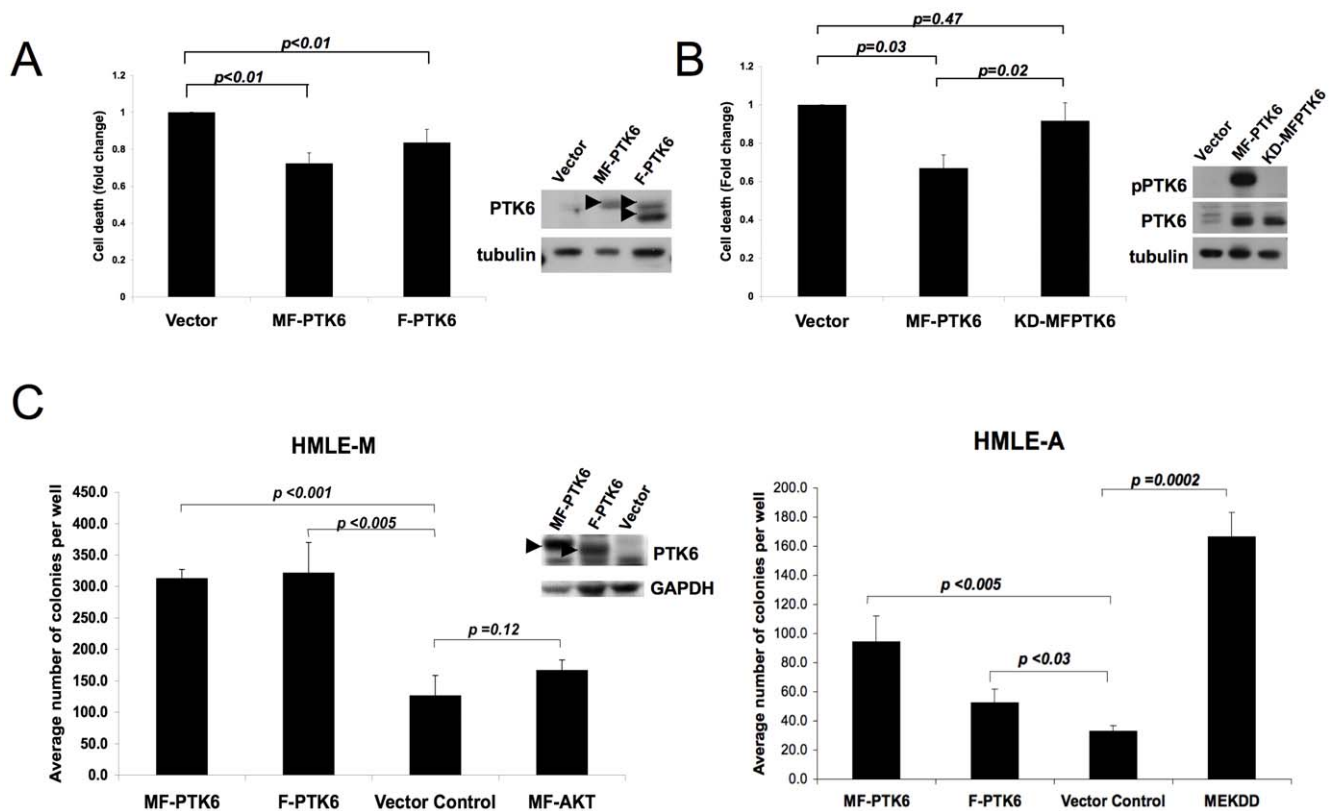 A
p<0.01
p<0.01
Cell death (fold change)
1.2
1
0.8
0.6
0.4
0.2
0
Vector MF-PTK6 F-PTK6
Vector MF-PTK6 F-PTK6
PTK6
tubulin
B
p=0.47
p=0.03
p=0.02
Cell death (Fold change)
1.2
1
0.8
0.6
0.4
0.2
0
Vector MF-PTK6 KD-MFPTK6
Vector MF-PTK6 KD-MFPTK6
pPTK6
PTK6
tubulin
C
HMLE-M
Average number of colonies per well
450.0
400.0
350.0
300.0
250.0
200.0
150.0
100.0
50.0
0.0
p <0.001
p <0.005
p =0.12
MF-PTK6 F-PTK6 Vector Control MF-AKT
MF-PTK6 F-PTK6 Vector
PTK6
GAPDH
HMLE-A
Average number of colonies per well
200.0
180.0
160.0
140.0
120.0
100.0
80.0
60.0
40.0
20.0
0.0
p =0.0002
p <0.005
p <0.03
MF-PTK6 F-PTK6 Vector Control MEKDD